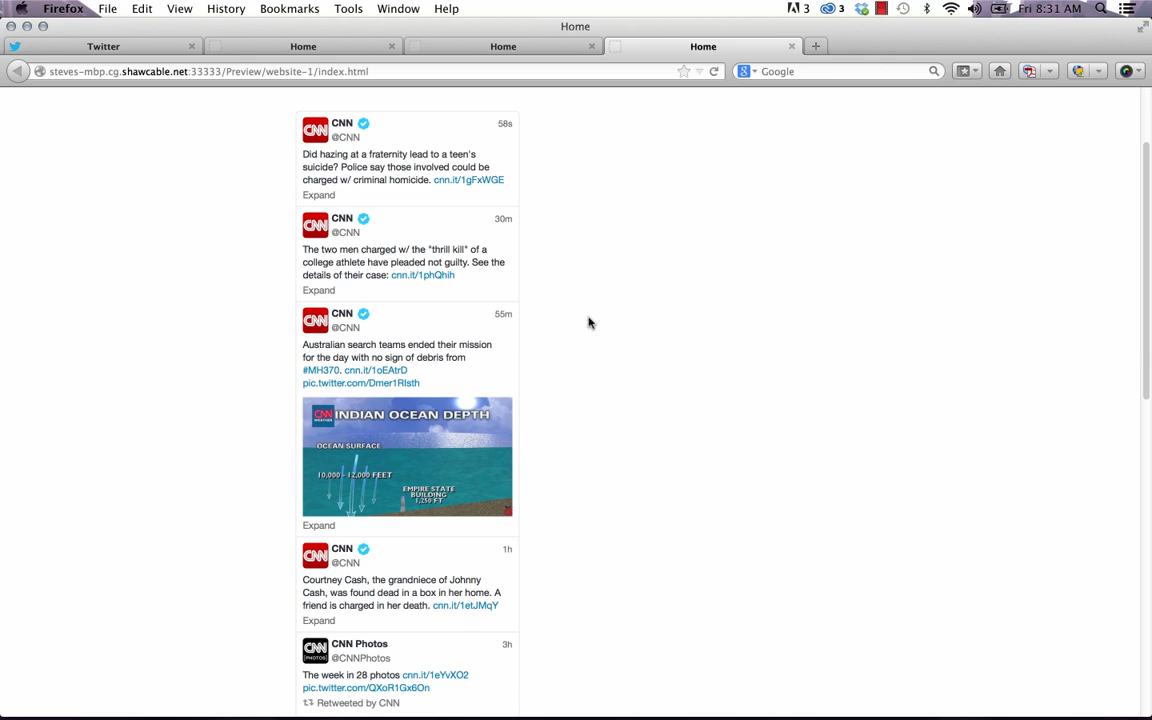 Firefox File Edit View History Bookmarks Tools Window Help 3 3 Fri 8:31 AM
Home
Twitter Home Home Home
steves-mbp.cg.shawcable.net:33333/Preview/website-1/index.html Google
CNN 58s
@CNN
Did hazing at a fraternity lead to a teen's
suicide? Police say those involved could be
charged w/ criminal homicide. cnn.it/1gFxWGE
Expand
CNN 30m
@CNN
The two men charged w/ the "thrill kill" of a
college athlete have pleaded not guilty. See the
details of their case: cnn.it/1phQhih
Expand
CNN 55m
@CNN
Australian search teams ended their mission
for the day with no sign of debris from
#MH370. cnn.it/1oEAtrD
pic.twitter.com/Dmer1RIsth
CNN WEATHER INDIAN OCEAN DEPTH
OCEAN SURFACE
10,000 - 12,000 FEET
EMPIRE STATE
BUILDING
1,250 FT
Expand
CNN 1h
@CNN
Courtney Cash, the grandniece of Johnny
Cash, was found dead in a box in her home. A
friend is charged in her death. cnn.it/1etJMqY
Expand
CNN Photos 3h
@CNNPhotos
The week in 28 photos cnn.it/1eYvXO2
pic.twitter.com/QXoR1Gx6On
Retweeted by CNN